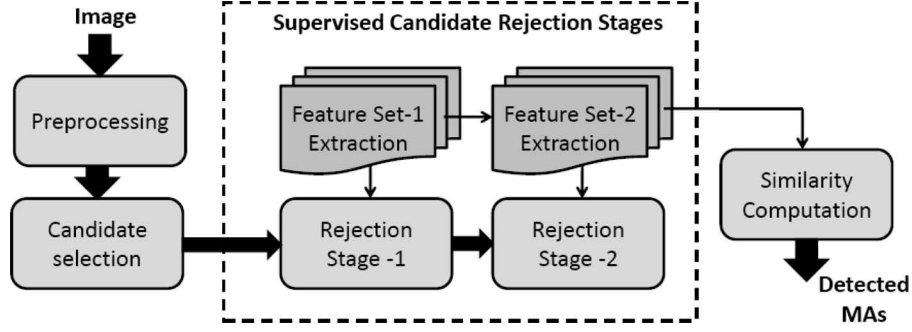 Image
Supervised Candidate Rejection Stages
Preprocessing
Feature Set-1
Extraction
Feature Set-2
Extraction
Similarity
Computation
Candidate
selection
Rejection
Stage -1
Rejection
Stage -2
Detected
MAs